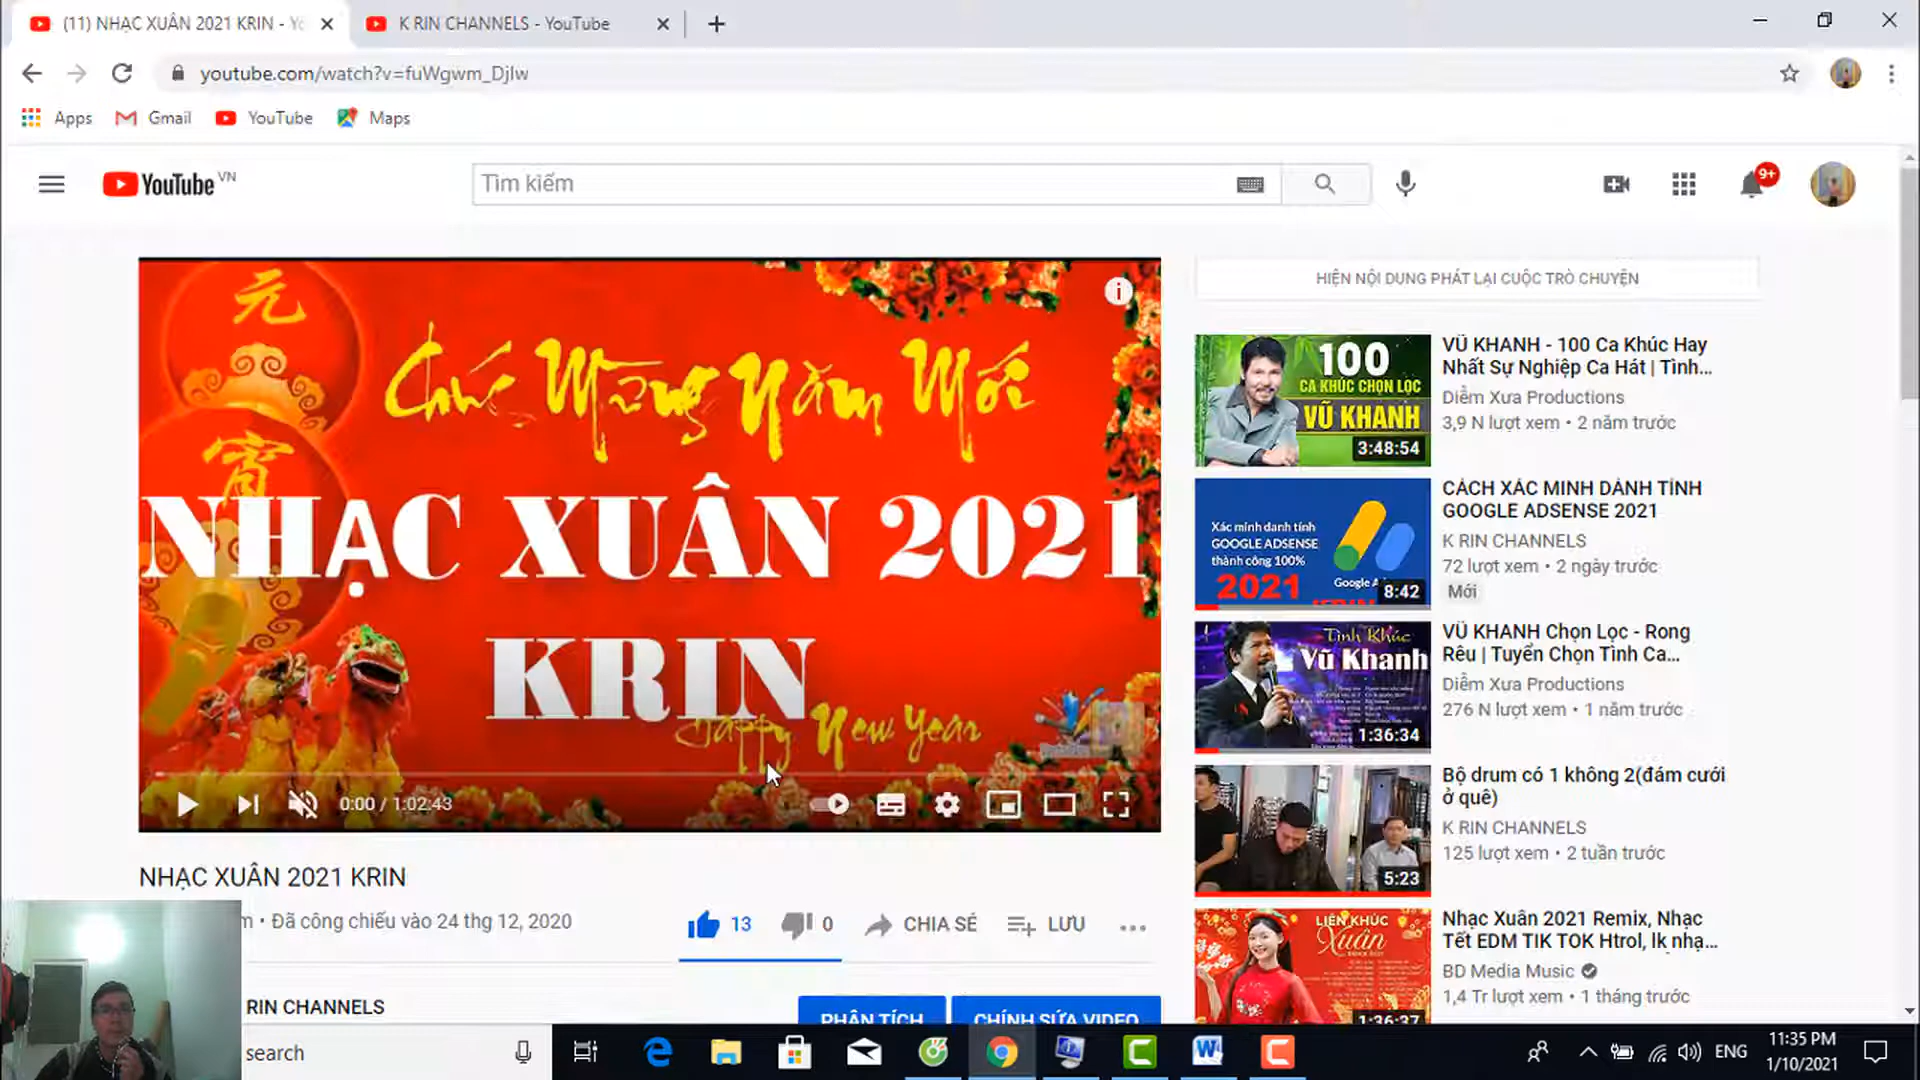 (11) NHẠC XUÂN 2021 KRIN - Yo
K RIN CHANNELS - YouTube
youtube.com/watch?v=fuWgwm_Djlw
Apps
Gmail
YouTube
Maps
YouTube VN
Tìm kiếm
9+
元
宵
Chúc Mừng Năm Mới
NHẠC XUÂN 2021
KRIN
Happy New Year
0:00 / 1:02:43
NHẠC XUÂN 2021 KRIN
m • Đã công chiếu vào 24 thg 12, 2020
13
0
CHIA SẺ
LƯU
RIN CHANNELS
PHÂN TÍCH
CHỈNH SỬA VIDEO
HIỆN NỘI DUNG PHÁT LẠI CUỘC TRÒ CHUYỆN
100
CA KHÚC CHỌN LỌC
VŨ KHANH
3:48:54
VŨ KHANH - 100 Ca Khúc Hay
Nhất Sự Nghiệp Ca Hát | Tình...
Diễm Xưa Productions
3,9 N lượt xem • 2 năm trước
Xác minh danh tính
GOOGLE ADSENSE
thành công 100%
2021
Google A
8:42
CÁCH XÁC MINH DANH TÍNH
GOOGLE ADSENSE 2021
K RIN CHANNELS
72 lượt xem • 2 ngày trước
Mới
Tình Khúc
Vũ Khanh
1:36:34
VŨ KHANH Chọn Lọc - Rong
Rêu | Tuyển Chọn Tình Ca...
Diễm Xưa Productions
276 N lượt xem • 1 năm trước
5:23
Bộ drum có 1 không 2(đám cưới
ở quê)
K RIN CHANNELS
125 lượt xem • 2 tuần trước
LIÊN KHÚC
Xuân
1:36:37
Nhạc Xuân 2021 Remix, Nhạc
Tết EDM TIK TOK Htrol, lk nhạ...
BD Media Music
1,4 Tr lượt xem • 1 tháng trước
search
ENG
11:35 PM
1/10/2021